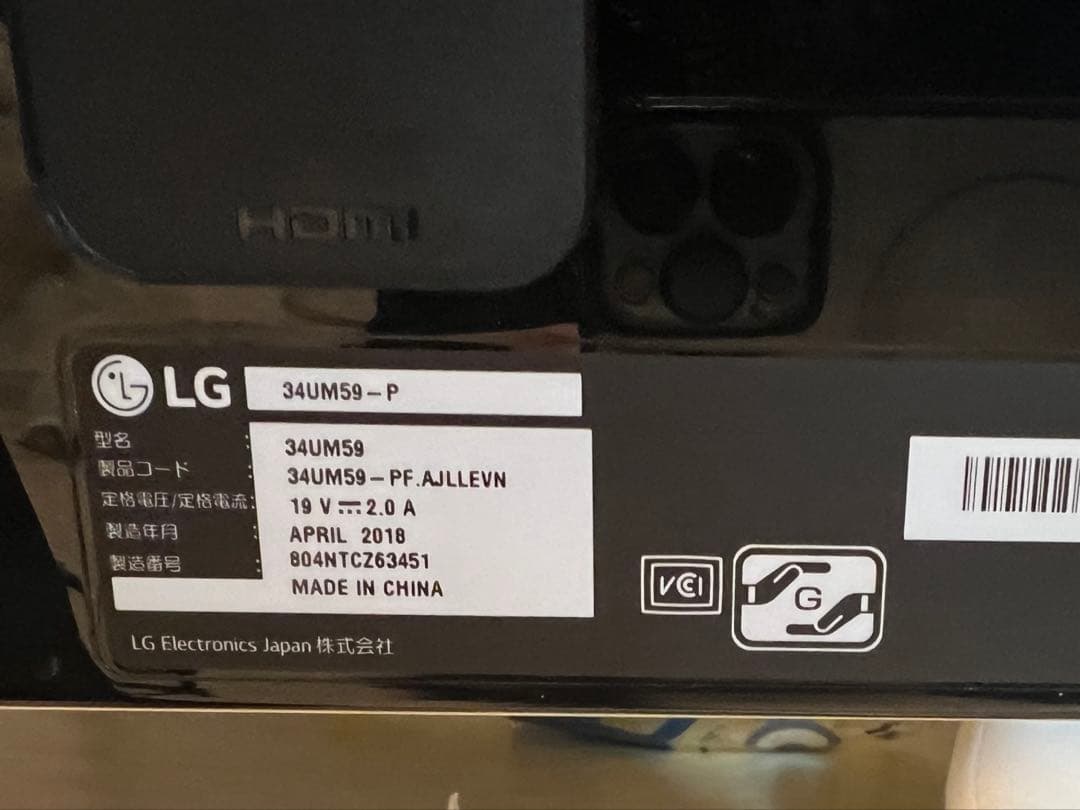 HDMI
LG 34UM59-P
型名 : 34UM59
製品コード : 34UM59-PF.AJLLEVN
定格電圧/定格電流: 19 V ⎓ 2.0 A
製造年月 : APRIL 2018
製造番号 : 804NTCZ63451
MADE IN CHINA
VCI
G
LG Electronics Japan 株式会社